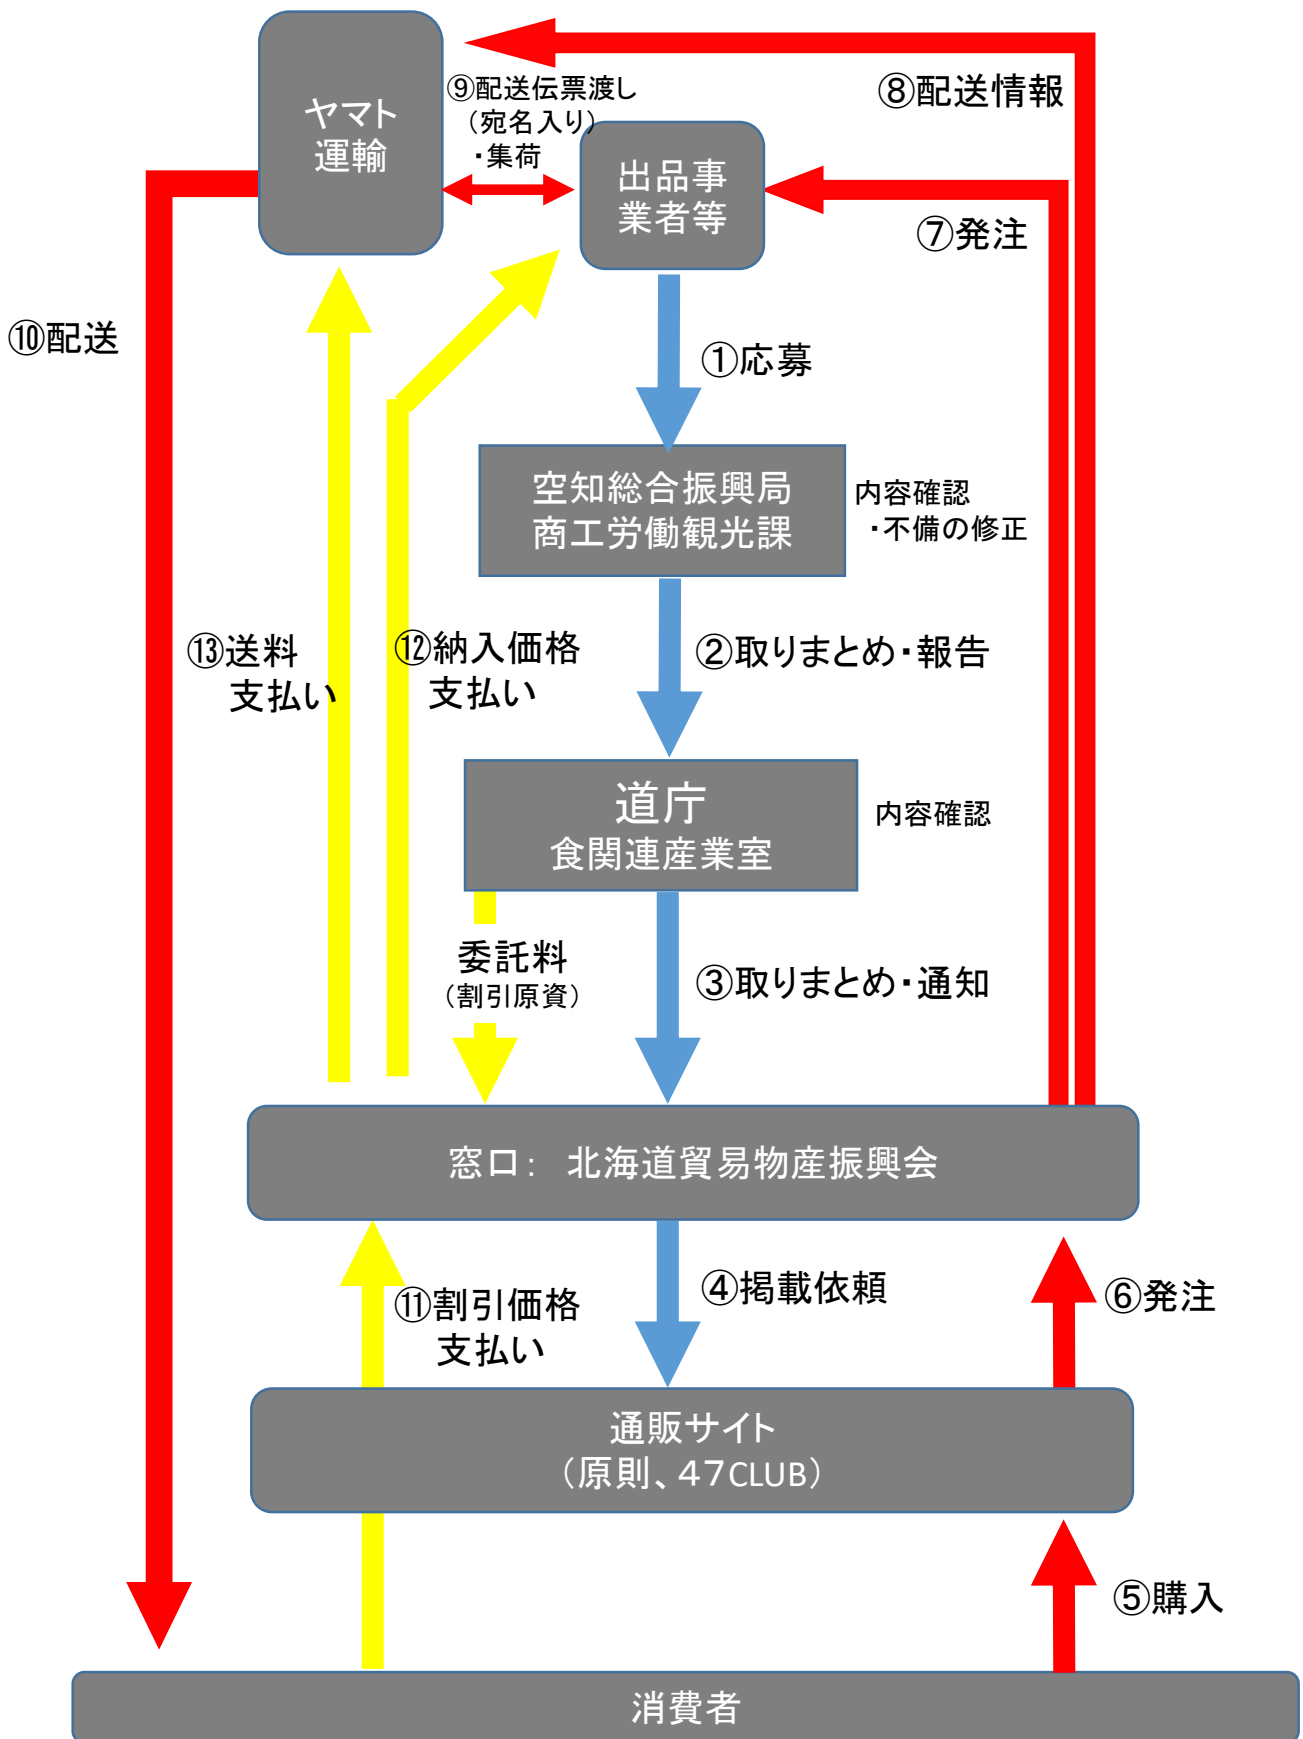 ⑧配送情報
⑨配送伝票渡し
（宛名入り）
・集荷
ヤマト
運輸
出品事
業者等
⑦発注
⑩配送
①応募
空知総合振興局
商工労働観光課
内容確認
・不備の修正
⑬送料
支払い
⑫納入価格
支払い
②取りまとめ・報告
道庁
食関連産業室
内容確認
委託料
（割引原資）
③取りまとめ・通知
窓口： 北海道貿易物産振興会
④掲載依頼
⑥発注
⑪割引価格
支払い
通販サイト
（原則、４７CLUB）
⑤購入
消費者